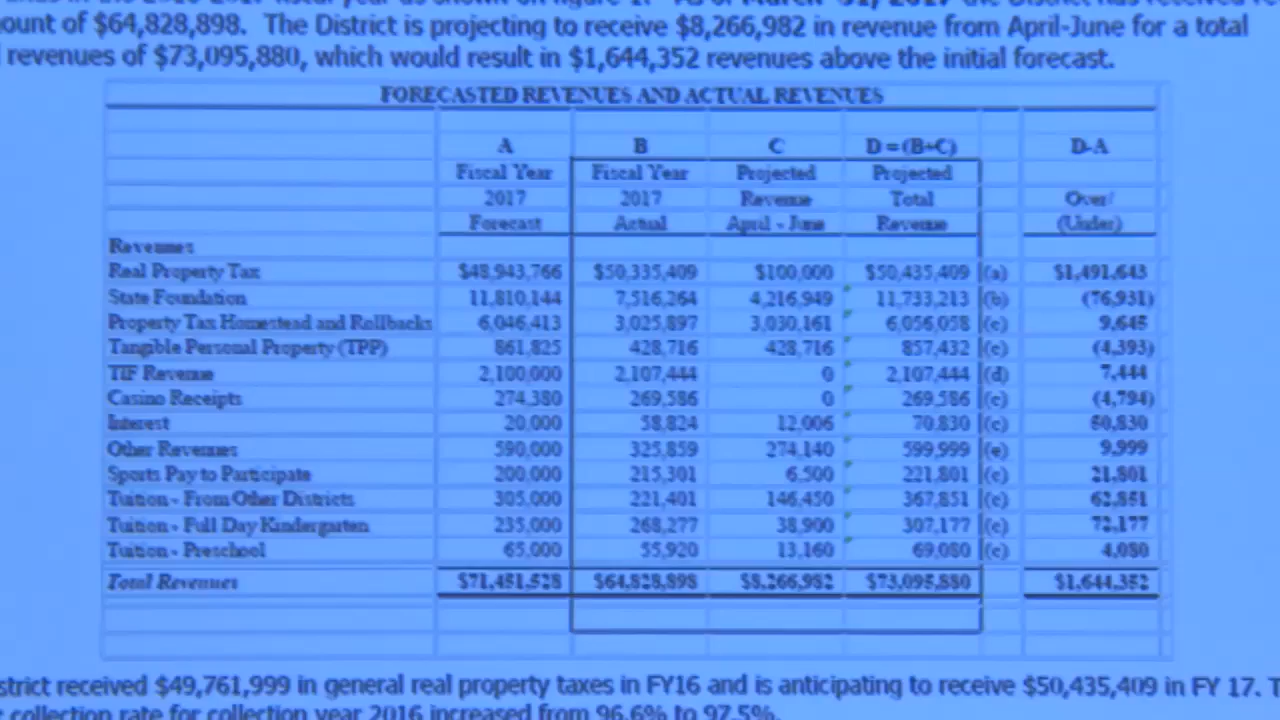 ount of $64,828,898. The District is projecting to receive $8,266,982 in revenue from April-June for a total
revenues of $73,095,880, which would result in $1,644,352 revenues above the initial forecast.
FORECASTED REVENUES AND ACTUAL REVENUES
A B C D = (B+C) D-A
Fiscal Year Fiscal Year Projected Projected
2017 2017 Revenue Total Over/
Forecast Actual April - June Revenue (Under)
Revenues
Real Property Tax $48,943,766 $50,335,409 $100,000 $50,435,409 (a) $1,491,643
State Foundation 11,810,144 7,516,264 4,216,949 11,733,213 (b) (76,931)
Property Tax Homestead and Rollbacks 6,046,413 3,025,897 3,030,161 6,056,058 (c) 9,645
Tangible Personal Property (TPP) 861,825 428,716 428,716 857,432 (c) (4,393)
TIF Revenue 2,100,000 2,107,444 0 2,107,444 (d) 7,444
Casino Receipts 274,380 269,586 0 269,586 (c) (4,794)
Interest 20,000 58,824 12,006 70,830 (c) 50,830
Other Revenues 590,000 325,859 274,140 599,999 (e) 9,999
Sports Pay to Participate 200,000 215,301 6,500 221,801 (c) 21,801
Tuition - From Other Districts 305,000 221,401 146,450 367,851 (c) 62,851
Tuition - Full Day Kindergarten 235,000 268,277 38,900 307,177 (c) 72,177
Tuition - Preschool 65,000 55,920 13,160 69,080 (c) 4,080
Total Revenues $71,451,528 $64,828,898 $8,266,982 $73,095,880 $1,644,352
strict received $49,761,999 in general real property taxes in FY16 and is anticipating to receive $50,435,409 in FY 17. T
collection rate for collection year 2016 increased from 96.6% to 97.5%.